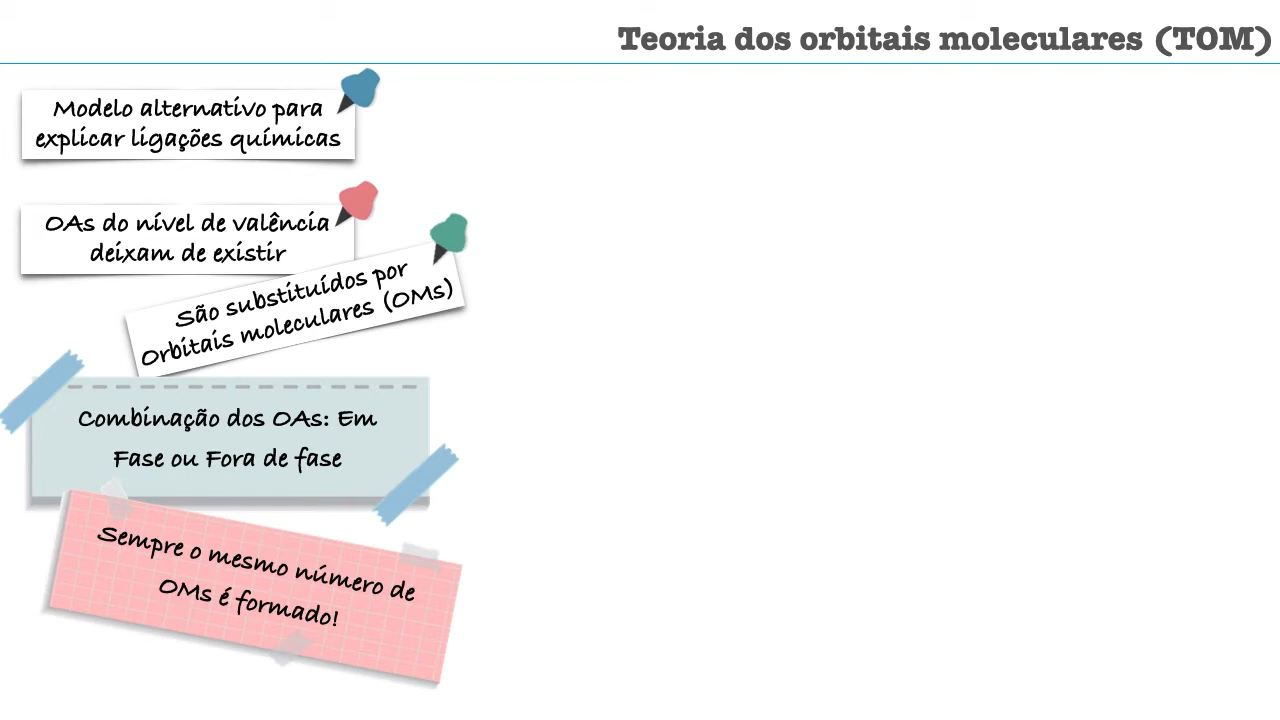 Teoria dos orbitais moleculares (TOM)
Modelo alternativo para
explicar ligações químicas
OAs do nível de valência
deixam de existir
São substituídos por
Orbitais moleculares (OMs)
Combinação dos OAs: Em
Fase ou Fora de fase
Sempre o mesmo número de
OMs é formado!